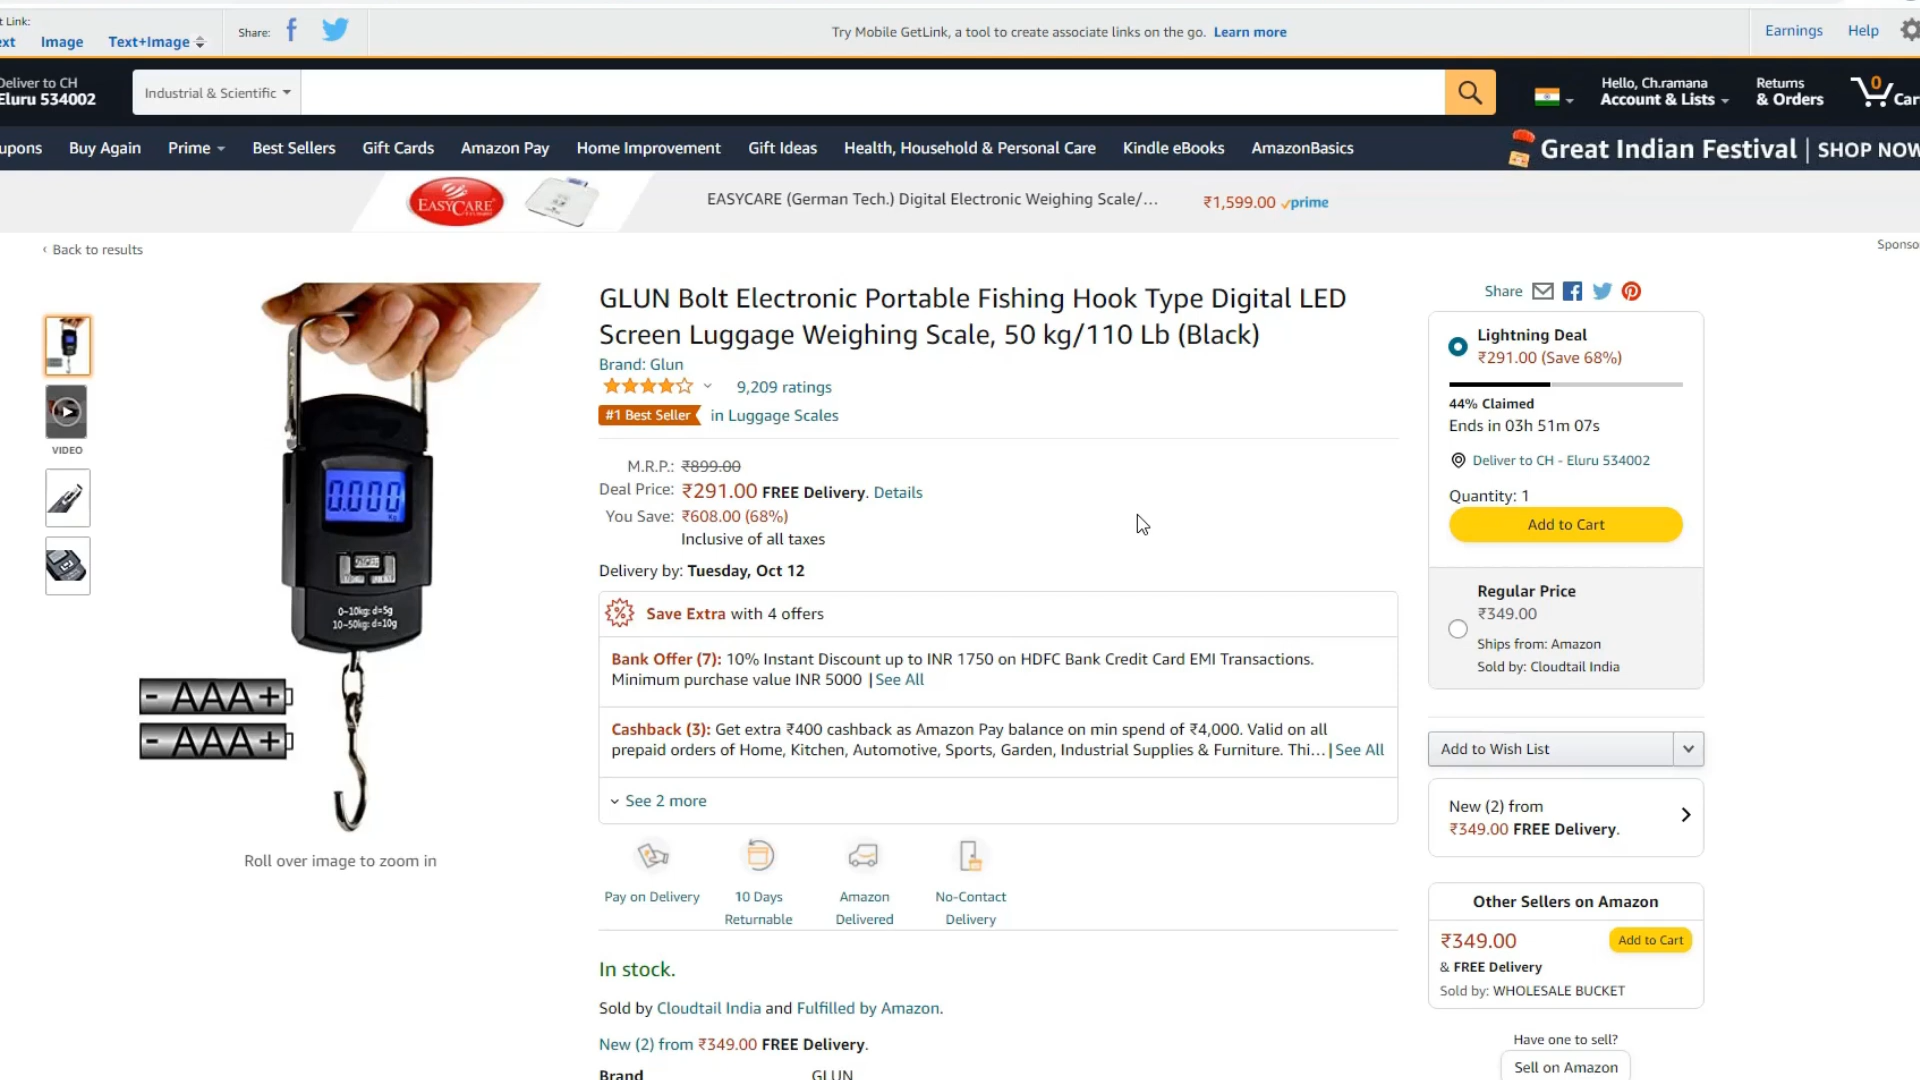 t Link:
ext
Image
Text+Image
Share:
Try Mobile GetLink, a tool to create associate links on the go. Learn more
Earnings
Help
Deliver to CH
Eluru 534002
Industrial & Scientific
Hello, Ch.ramana
Account & Lists
Returns
& Orders
0
Car
upons
Buy Again
Prime
Best Sellers
Gift Cards
Amazon Pay
Home Improvement
Gift Ideas
Health, Household & Personal Care
Kindle eBooks
AmazonBasics
Great Indian Festival | SHOP NOW
EASYCARE
EASYCARE (German Tech.) Digital Electronic Weighing Scale/...
₹1,599.00 prime
‹ Back to results
Sponso
VIDEO
0.000
kg
0~10kg: d=5g
10~50kg: d=10g
- AAA +
- AAA +
Roll over image to zoom in
GLUN Bolt Electronic Portable Fishing Hook Type Digital LED
Screen Luggage Weighing Scale, 50 kg/110 Lb (Black)
Brand: Glun
9,209 ratings
#1 Best Seller in Luggage Scales
M.R.P.: ₹899.00
Deal Price: ₹291.00 FREE Delivery. Details
You Save: ₹608.00 (68%)
Inclusive of all taxes
Delivery by: Tuesday, Oct 12
Save Extra with 4 offers
Bank Offer (7): 10% Instant Discount up to INR 1750 on HDFC Bank Credit Card EMI Transactions.
Minimum purchase value INR 5000 | See All
Cashback (3): Get extra ₹400 cashback as Amazon Pay balance on min spend of ₹4,000. Valid on all
prepaid orders of Home, Kitchen, Automotive, Sports, Garden, Industrial Supplies & Furniture. Thi... | See All
See 2 more
Pay on Delivery
10 Days
Returnable
Amazon
Delivered
No-Contact
Delivery
In stock.
Sold by Cloudtail India and Fulfilled by Amazon.
New (2) from ₹349.00 FREE Delivery.
Brand GLUN
Share
Lightning Deal
₹291.00 (Save 68%)
44% Claimed
Ends in 03h 51m 07s
Deliver to CH - Eluru 534002
Quantity: 1
Add to Cart
Regular Price
₹349.00
Ships from: Amazon
Sold by: Cloudtail India
Add to Wish List
New (2) from
₹349.00 FREE Delivery.
Other Sellers on Amazon
₹349.00
Add to Cart
& FREE Delivery
Sold by: WHOLESALE BUCKET
Have one to sell?
Sell on Amazon